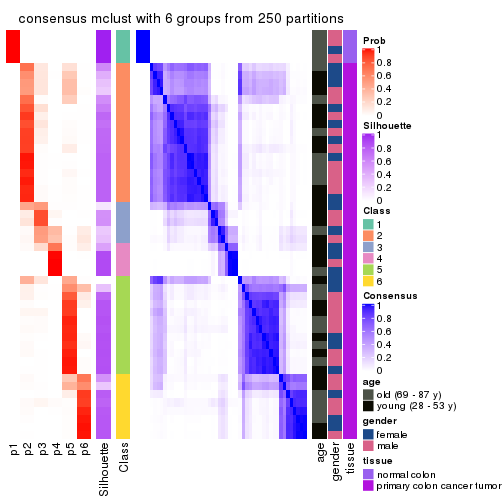 consensus mclust with 6 groups from 250 partitions
Prob
1
0.8
0.6
0.4
0.2
0
Silhouette
1
0.8
0.6
0.4
0.2
0
Class
1
2
3
4
5
6
Consensus
1
0.8
0.6
0.4
0.2
0
age
old (69 - 87 y)
young (28 - 53 y)
gender
female
male
tissue
normal colon
primary colon cancer tumor
p1
p2
p3
p4
p5
p6
Silhouette
Class
age
gender
tissue